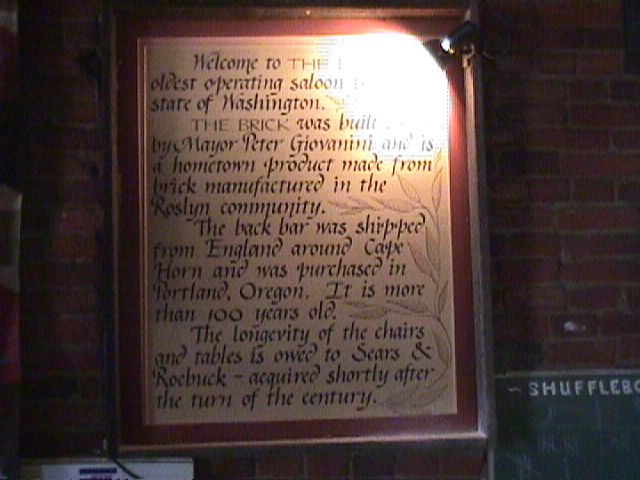 Welcome to THE
oldest operating saloon
state of Washington.
THE BRICK was built
by Mayor Peter Giovanini and is
a hometown product made from
brick manufactured in the
Roslyn community.
The back bar was shipped
from England around Cape
Horn and was purchased in
Portland, Oregon. It is more
than 100 years old.
The longevity of the chairs
and tables is owed to Sears &
Roebuck - acquired shortly after
the turn of the century.
~ SHUFFLEBO